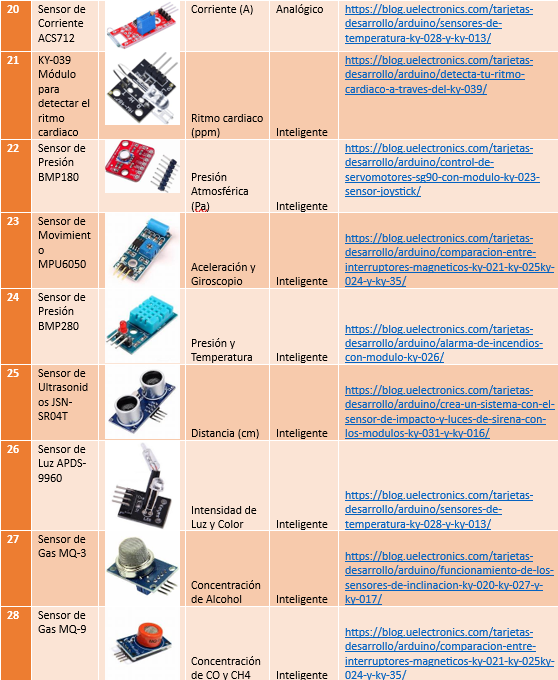 20
Sensor de
Corriente
ACS712
Corriente (A)
Analógico
https://blog.uelectronics.com/tarjetas-
desarrollo/arduino/sensores-de-
temperatura-ky-028-y-ky-013/
21
KY-039
Módulo
para
detectar el
ritmo
cardiaco
Ritmo cardiaco
(ppm)
Inteligente
https://blog.uelectronics.com/tarjetas-
desarrollo/arduino/detecta-tu-ritmo-
cardiaco-a-traves-del-ky-039/
22
Sensor de
Presión
BMP180
Presión
Atmosférica
(Pa)
Inteligente
https://blog.uelectronics.com/tarjetas-
desarrollo/arduino/control-de-
servomotores-sg90-con-modulo-ky-023-
sensor-joystick/
23
Sensor de
Movimient
o
MPU6050
Aceleración y
Giroscopio
Inteligente
https://blog.uelectronics.com/tarjetas-
desarrollo/arduino/comparacion-entre-
interruptores-magneticos-ky-021-ky-025ky-
024-y-ky-35/
24
Sensor de
Presión
BMP280
Presión y
Temperatura
Inteligente
https://blog.uelectronics.com/tarjetas-
desarrollo/arduino/alarma-de-incendios-
con-modulo-ky-026/
25
Sensor de
Ultrasonid
os JSN-
SR04T
Distancia (cm)
Inteligente
https://blog.uelectronics.com/tarjetas-
desarrollo/arduino/crea-un-sistema-con-el-
sensor-de-impacto-y-luces-de-sirena-con-
los-modulos-ky-031-y-ky-016/
26
Sensor de
Luz APDS-
9960
Intensidad de
Luz y Color
Inteligente
https://blog.uelectronics.com/tarjetas-
desarrollo/arduino/sensores-de-
temperatura-ky-028-y-ky-013/
27
Sensor de
Gas MQ-3
Concentración
de Alcohol
Inteligente
https://blog.uelectronics.com/tarjetas-
desarrollo/arduino/funcionamiento-de-los-
sensores-de-inclinacion-ky-020-ky-027-y-
ky-017/
28
Sensor de
Gas MQ-9
Concentración
de CO y CH4
Inteligente
https://blog.uelectronics.com/tarjetas-
desarrollo/arduino/comparacion-entre-
interruptores-magneticos-ky-021-ky-025ky-
024-y-ky-35/